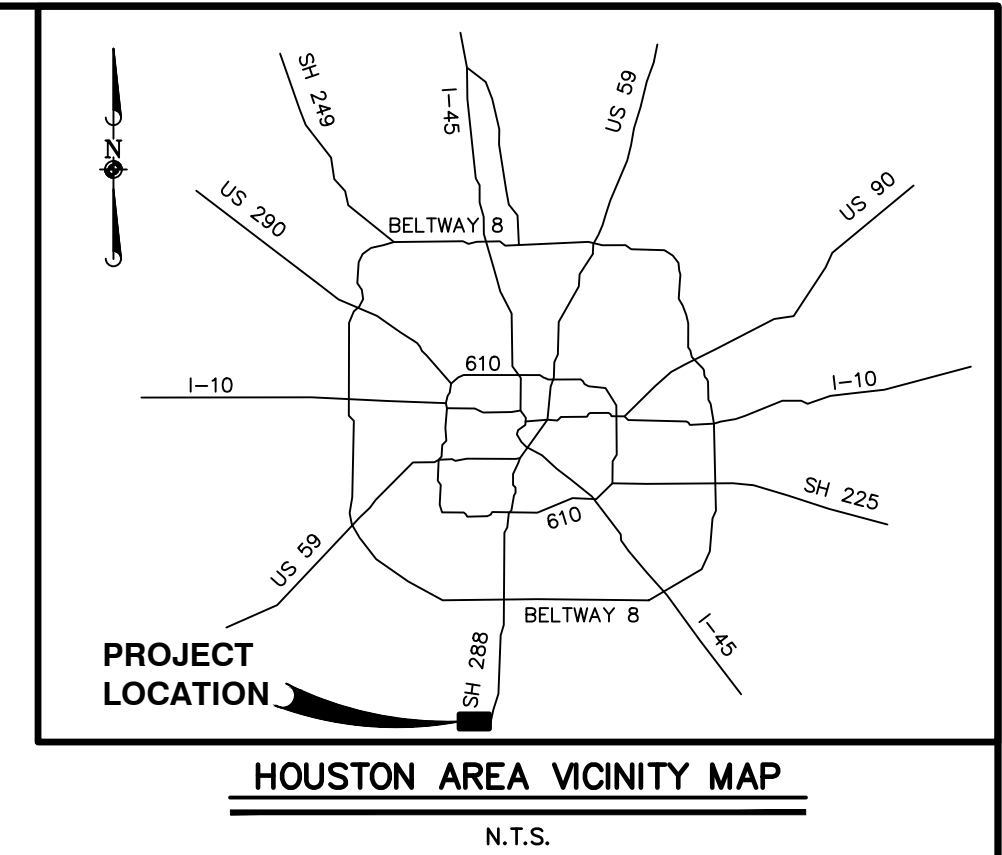 SH 249
I-45
US 59
N
US 290
US 90
BELTWAY 8
610
I-10
I-10
SH 225
610
US 59
BELTWAY 8
I-45
SH 288
PROJECT
LOCATION
HOUSTON AREA VICINITY MAP
N.T.S.